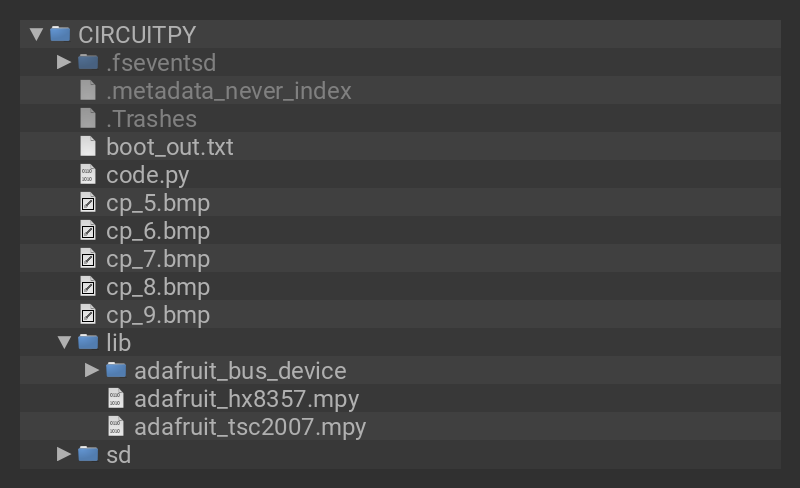 CIRCUITPY
.fseventsd
.metadata_never_index
.Trashes
boot_out.txt
code.py
cp_5.bmp
cp_6.bmp
cp_7.bmp
cp_8.bmp
cp_9.bmp
lib
adafruit_bus_device
adafruit_hx8357.mpy
adafruit_tsc2007.mpy
sd